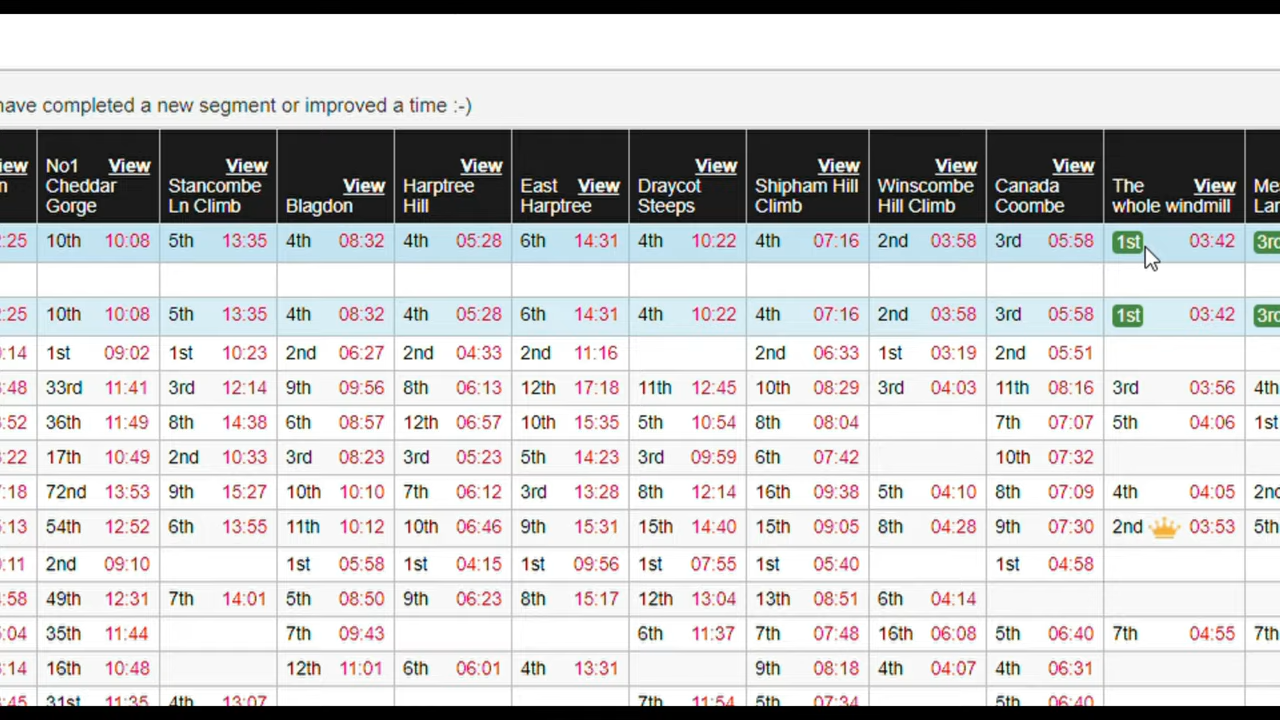 have completed a new segment or improved a time :-)
View No1 View View View View View View View View View The View
Cheddar Stancombe View Harptree East Draycot Shipham Hill Winscombe Canada
Gorge Ln Climb Blagdon Hill Harptree Steeps Climb Hill Climb Coombe whole windmill
:25 10th 10:08 5th 13:35 4th 08:32 4th 05:28 6th 14:31 4th 10:22 4th 07:16 2nd 03:58 3rd 05:58 1st 03:42 3rd
:25 10th 10:08 5th 13:35 4th 08:32 4th 05:28 6th 14:31 4th 10:22 4th 07:16 2nd 03:58 3rd 05:58 1st 03:42 3rd
:14 1st 09:02 1st 10:23 2nd 06:27 2nd 04:33 2nd 11:16 2nd 06:33 1st 03:19 2nd 05:51
:48 33rd 11:41 3rd 12:14 9th 09:56 8th 06:13 12th 17:18 11th 12:45 10th 08:29 3rd 04:03 11th 08:16 3rd 03:56 4th
:52 36th 11:49 8th 14:38 6th 08:57 12th 06:57 10th 15:35 5th 10:54 8th 08:04 7th 07:07 5th 04:06 1st
:22 17th 10:49 2nd 10:33 3rd 08:23 3rd 05:23 5th 14:23 3rd 09:59 6th 07:42 10th 07:32
:18 72nd 13:53 9th 15:27 10th 10:10 7th 06:12 3rd 13:28 8th 12:14 16th 09:38 5th 04:10 8th 07:09 4th 04:05 2nd
:13 54th 12:52 6th 13:55 11th 10:12 10th 06:46 9th 15:31 15th 14:40 15th 09:05 8th 04:28 9th 07:30 2nd 03:53 5th
:11 2nd 09:10 1st 05:58 1st 04:15 1st 09:56 1st 07:55 1st 05:40 1st 04:58
:58 49th 12:31 7th 14:01 5th 08:50 9th 06:23 8th 15:17 12th 13:04 13th 08:51 6th 04:14
:04 35th 11:44 7th 09:43 6th 11:37 7th 07:48 16th 06:08 5th 06:40 7th 04:55 7th
:14 16th 10:48 12th 11:01 6th 06:01 4th 13:31 9th 08:18 4th 04:07 4th 06:31
:45 31st 11:35 4th 13:07 7th 11:54 5th 07:34 5th 06:40